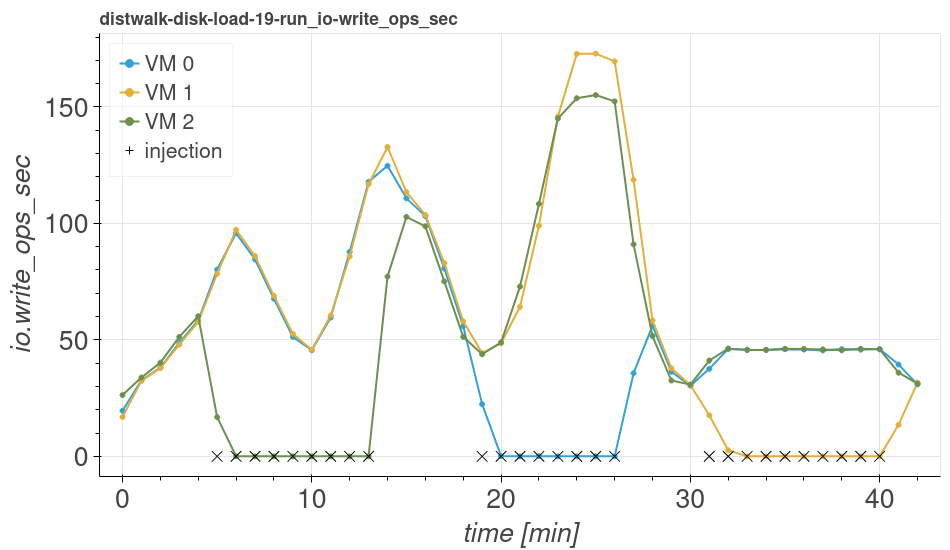 distwalk-disk-load-19-run_io-write_ops_sec
VM 0
VM 1
VM 2
injection
io.write_ops_sec
150
100
50
0
0 10 20 30 40
time [min]